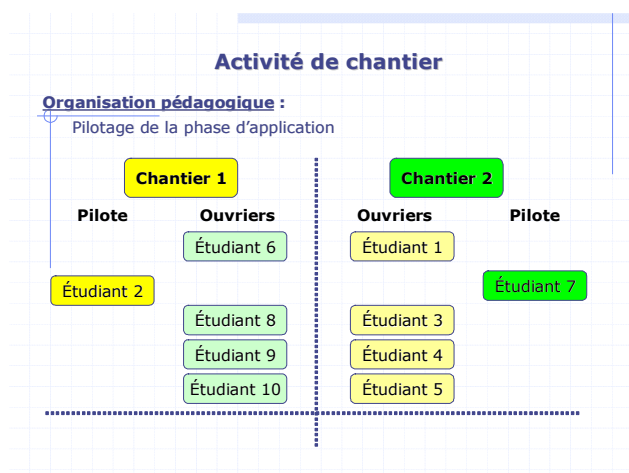 Activité de chantier
Organisation pédagogique :
Pilotage de la phase d'application
Chantier 1
Chantier 2
Pilote Ouvriers Ouvriers Pilote
Étudiant 6 Étudiant 1
Étudiant 2 Étudiant 7
Étudiant 8 Étudiant 3
Étudiant 9 Étudiant 4
Étudiant 10 Étudiant 5